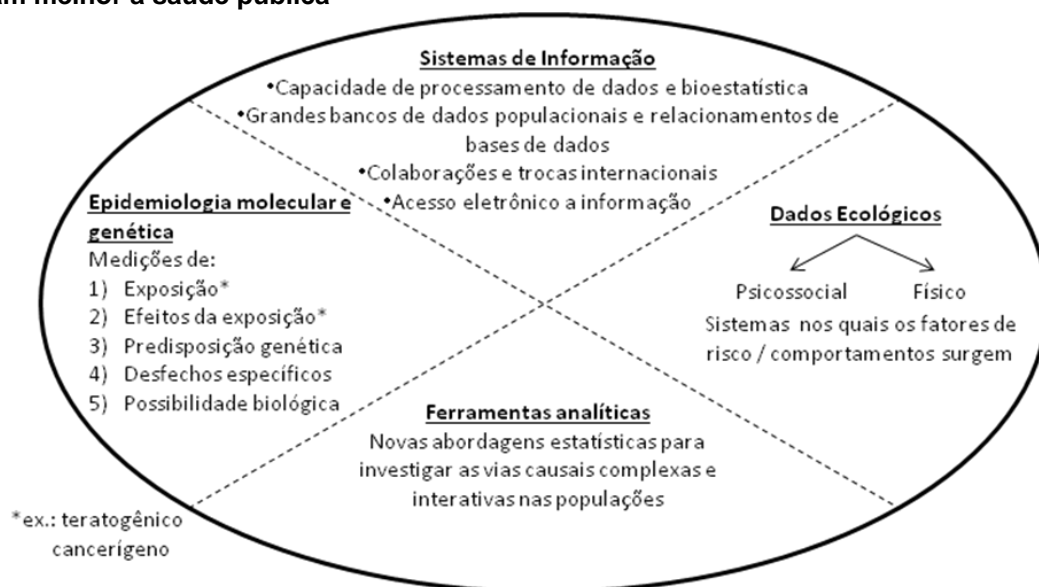 am melhor a saúde pública
Sistemas de Informação
•Capacidade de processamento de dados e bioestatística
•Grandes bancos de dados populacionais e relacionamentos de
bases de dados
•Colaborações e trocas internacionais
•Acesso eletrônico a informação
Epidemiologia molecular e
genética
Medições de:
1) Exposição*
2) Efeitos da exposição*
3) Predisposição genética
4) Desfechos específicos
5) Possibilidade biológica
Dados Ecológicos
Psicossocial Físico
Sistemas nos quais os fatores de
risco / comportamentos surgem
Ferramentas analíticas
Novas abordagens estatísticas para
investigar as vias causais complexas e
interativas nas populações
*ex.: teratogênico
cancerígeno